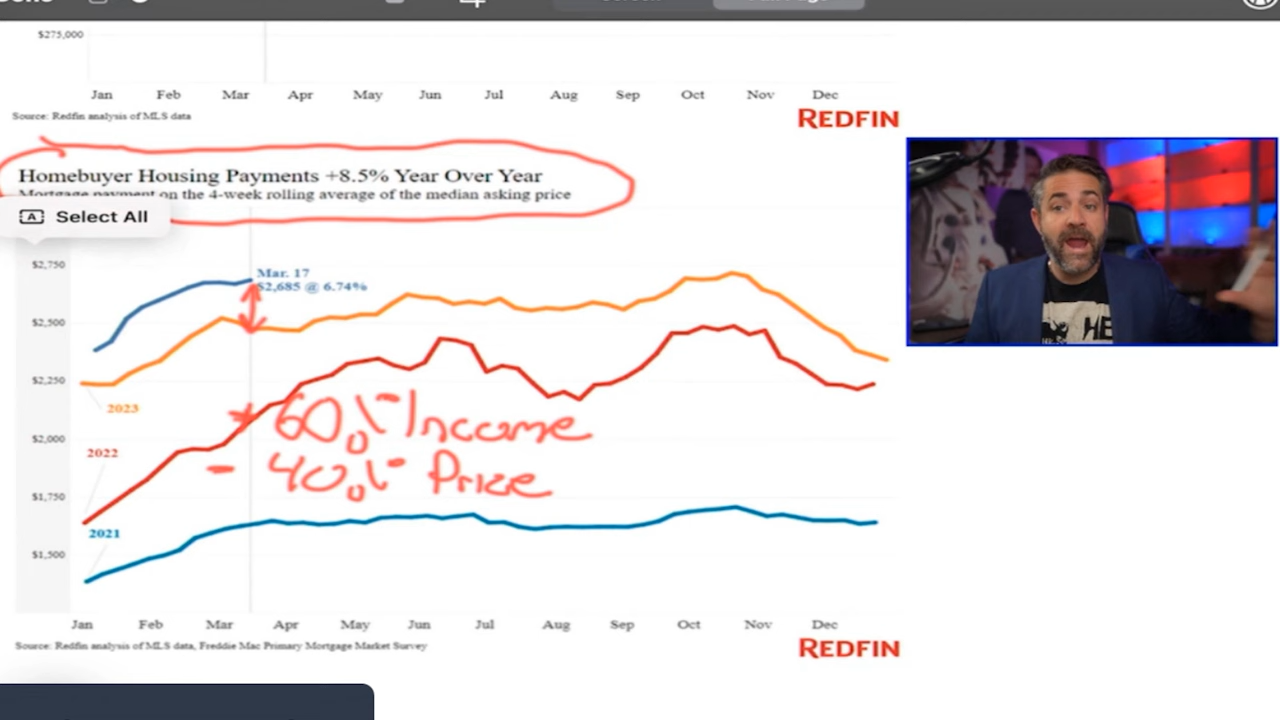 $275,000
Jan Feb Mar Apr May Jun Jul Aug Sep Oct Nov Dec
Source: Redfin analysis of MLS data
REDFIN
Homebuyer Housing Payments +8.5% Year Over Year
Mortgage payment on the 4-week rolling average of the median asking price
Select All
$2,750
Mar. 17
$2,685 @ 6.74%
$2,500
$2,250
2023
+ 60% Income
$2,000
2022
- 40% Price
$1,750
2021
$1,500
Jan Feb Mar Apr May Jun Jul Aug Sep Oct Nov Dec
Source: Redfin analysis of MLS data, Freddie Mac Primary Mortgage Market Survey
REDFIN